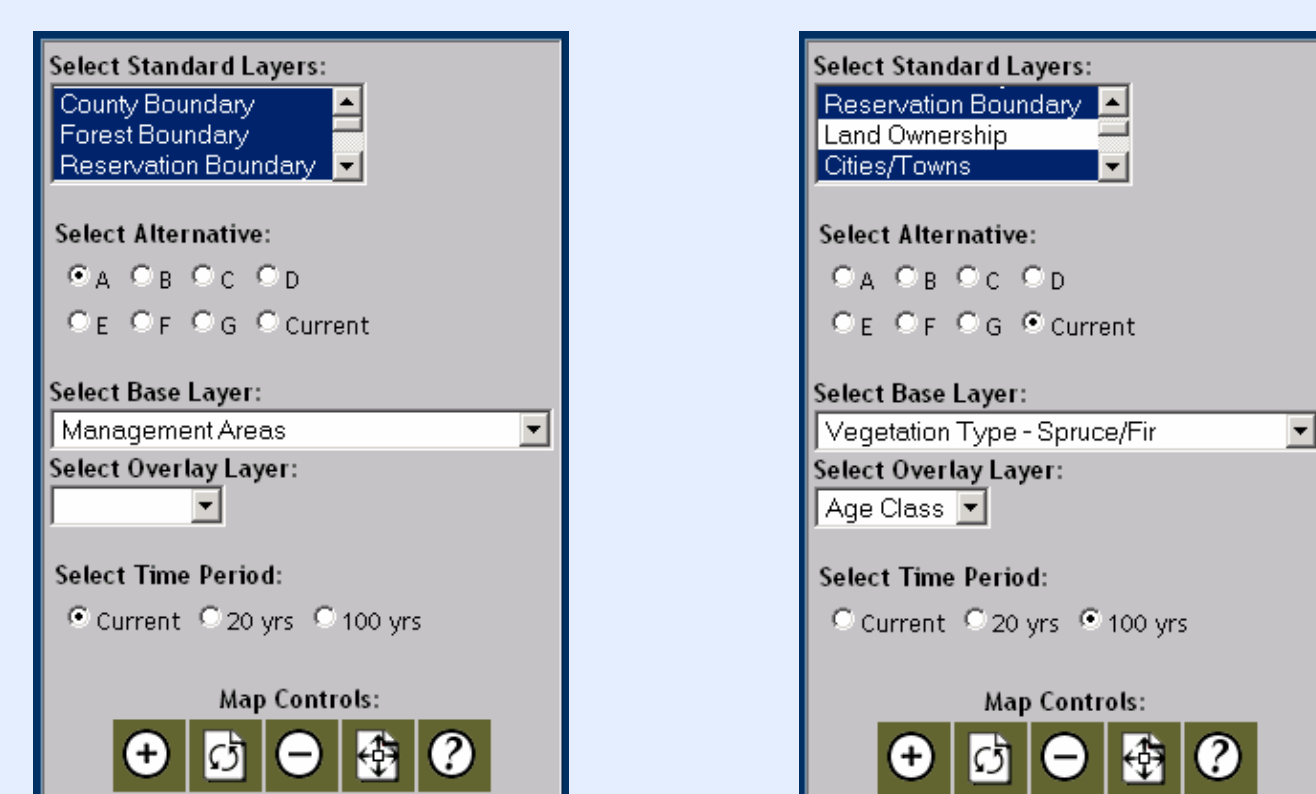 Select Standard Layers:
County Boundary
Forest Boundary
Reservation Boundary
Select Alternative:
A B C D
E F G Current
Select Base Layer:
Management Areas
Select Overlay Layer:
Select Time Period:
Current 20 yrs 100 yrs
Map Controls:
?
Select Standard Layers:
Reservation Boundary
Land Ownership
Cities/Towns
Select Alternative:
A B C D
E F G Current
Select Base Layer:
Vegetation Type - Spruce/Fir
Select Overlay Layer:
Age Class
Select Time Period:
Current 20 yrs 100 yrs
Map Controls:
?